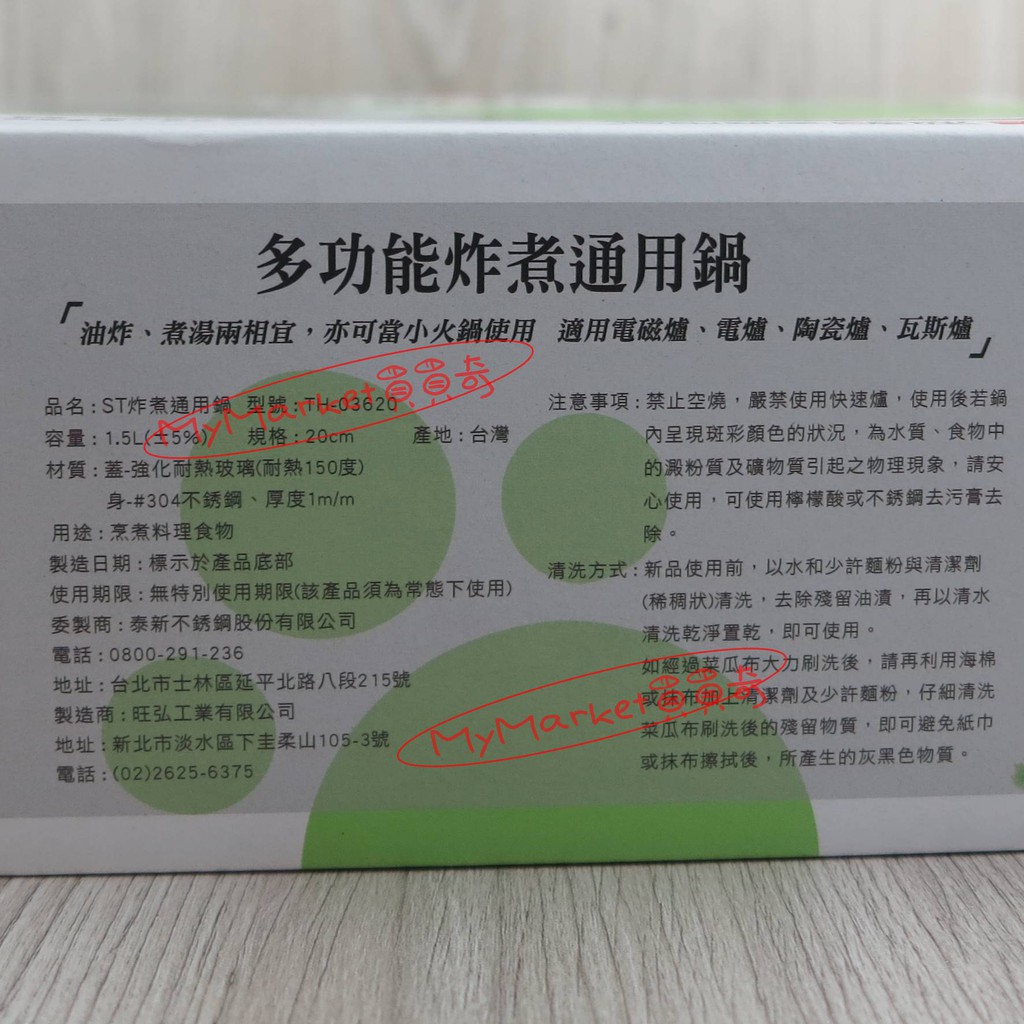 多功能炸煮通用鍋
「油炸、煮湯兩相宜，亦可當小火鍋使用 適用電磁爐、電爐、陶瓷爐、瓦斯爐」
品名：ST炸煮通用鍋 型號：TH-03620
容量：1.5L(±5%) 規格：20cm 產地：台灣
材質：蓋-強化耐熱玻璃(耐熱150度)
身-#304不銹鋼、厚度1m/m
用途：烹煮料理食物
製造日期：標示於產品底部
使用期限：無特別使用期限(該產品須為常態下使用)
委製商：泰新不銹鋼股份有限公司
電話：0800-291-236
地址：台北市士林區延平北路八段215號
製造商：旺弘工業有限公司
地址：新北市淡水區下圭柔山105-3號
電話：(02)2625-6375
注意事項：禁止空燒，嚴禁使用快速爐，使用後若鍋
內呈現斑彩顏色的狀況，為水質、食物中
的澱粉質及礦物質引起之物理現象，請安
心使用，可使用檸檬酸或不銹鋼去污膏去
除。
清洗方式：新品使用前，以水和少許麵粉與清潔劑
(稀稠狀)清洗，去除殘留油漬，再以清水
清洗乾淨置乾，即可使用。
如經過菜瓜布大力刷洗後，請再利用海棉
或抹布加上清潔劑及少許麵粉，仔細清洗
菜瓜布刷洗後的殘留物質，即可避免紙巾
或抹布擦拭後，所產生的灰黑色物質。
MyMarket買買奇
MyMarket買買奇